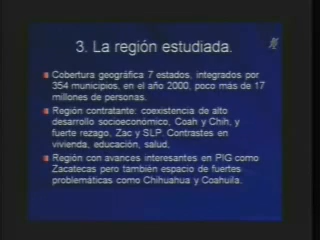 3. La región estudiada.
Cobertura geográfica 7 estados, integrados por
354 municipios, en el año 2000, poco más de 17
millones de personas.
Región contratante: coexistencia de alto
desarrollo socioeconómico, Coah y Chih, y
fuerte rezago, Zac y SLP. Contrastes en
vivienda, educación, salud.
Región con avances interesantes en PIG como
Zacatecas pero también espacio de fuertes
problemáticas como Chihuahua y Coahuila.